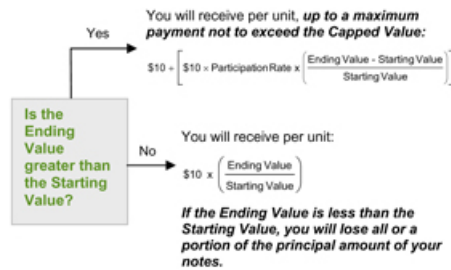 You will receive per unit, up to a maximum
payment not to exceed the Capped Value:
Yes
$10 + [$10 × Participation Rate x (Ending Value - Starting Value / Starting Value)]
Is the
Ending
Value
greater than
the Starting
Value?
No
You will receive per unit:
$10 x (Ending Value / Starting Value)
If the Ending Value is less than the
Starting Value, you will lose all or a
portion of the principal amount of your
notes.